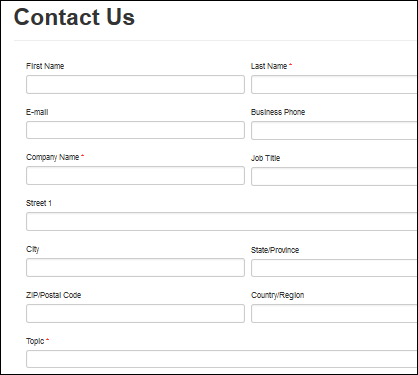 Contact Us
First Name
Last Name *
E-mail
Business Phone
Company Name *
Job Title
Street 1
City
State/Province
ZIP/Postal Code
Country/Region
Topic *